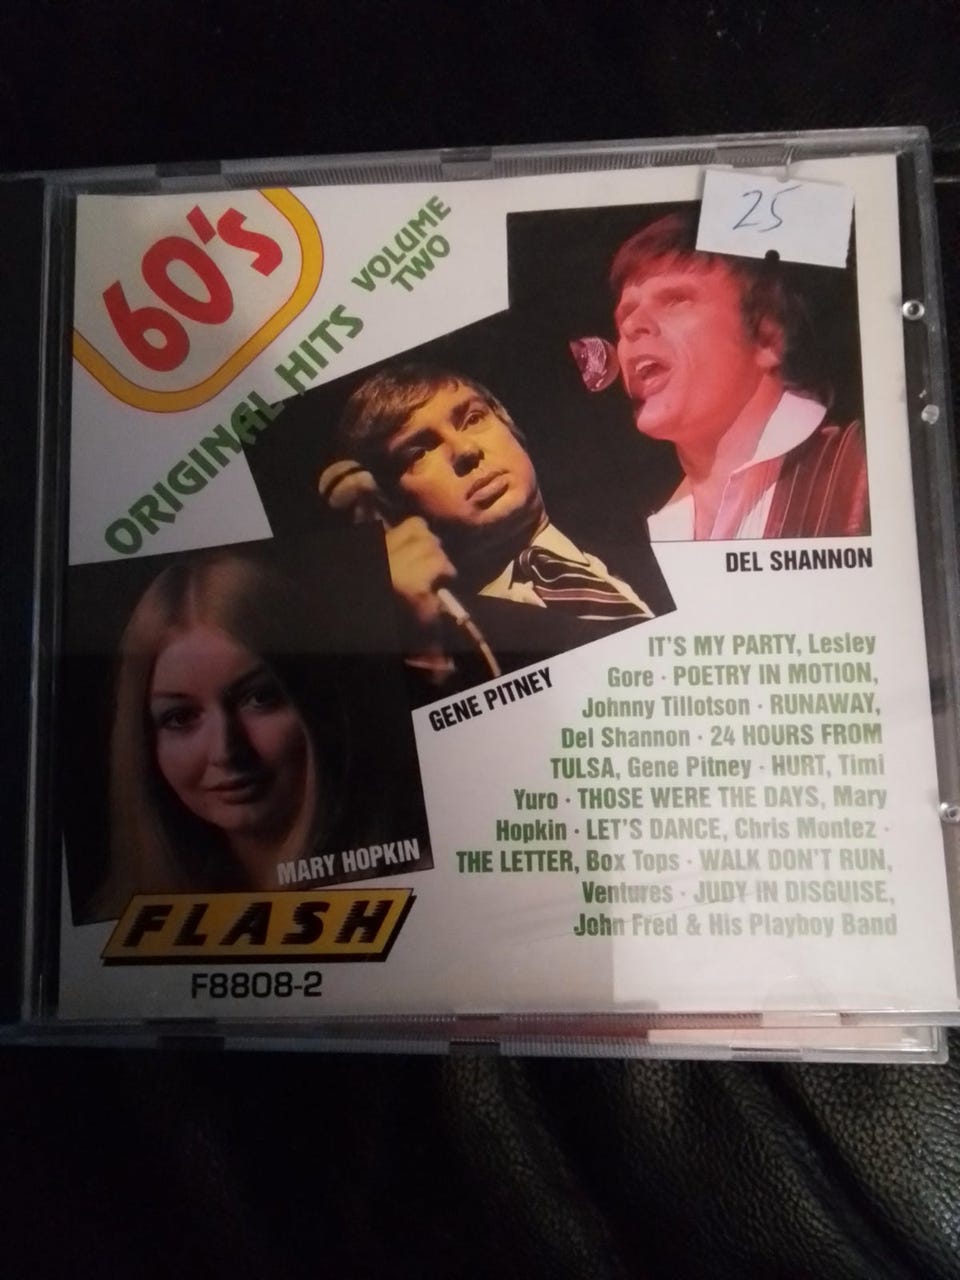 60's
ORIGINAL HITS VOLUME
TWO
25
DEL SHANNON
GENE PITNEY
MARY HOPKIN
IT'S MY PARTY, Lesley
Gore · POETRY IN MOTION,
Johnny Tillotson · RUNAWAY,
Del Shannon · 24 HOURS FROM
TULSA, Gene Pitney · HURT, Timi
Yuro · THOSE WERE THE DAYS, Mary
Hopkin · LET'S DANCE, Chris Montez ·
THE LETTER, Box Tops · WALK DON'T RUN,
Ventures · JUDY IN DISGUISE,
John Fred & His Playboy Band
FLASH
F8808-2